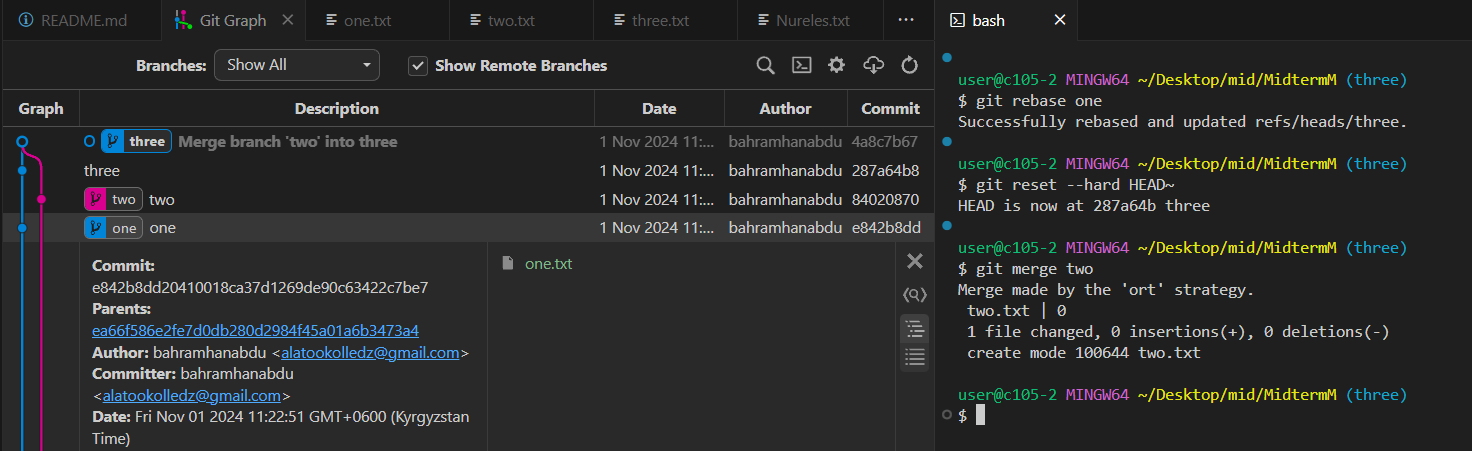 README.md
Git Graph
one.txt
two.txt
three.txt
Nureles.txt
...
Branches: Show All
Show Remote Branches
Graph Description Date Author Commit
three Merge branch 'two' into three 1 Nov 2024 11:... bahramhanabdu 4a8c7b67
three 1 Nov 2024 11:... bahramhanabdu 287a64b8
two two 1 Nov 2024 11:... bahramhanabdu 84020870
one one 1 Nov 2024 11:... bahramhanabdu e842b8dd
Commit:
e842b8dd20410018ca37d1269de90c63422c7be7
Parents:
ea66f586e2fe7d0db280d2984f45a01a6b3473a4
Author: bahramhanabdu <alatookolledz@gmail.com>
Committer: bahramhanabdu
<alatookolledz@gmail.com>
Date: Fri Nov 01 2024 11:22:51 GMT+0600 (Kyrgyzstan
Time)
one.txt
bash
user@c105-2 MINGW64 ~/Desktop/mid/MidtermM (three)
$ git rebase one
Successfully rebased and updated refs/heads/three.
user@c105-2 MINGW64 ~/Desktop/mid/MidtermM (three)
$ git reset --hard HEAD~
HEAD is now at 287a64b three
user@c105-2 MINGW64 ~/Desktop/mid/MidtermM (three)
$ git merge two
Merge made by the 'ort' strategy.
two.txt | 0
1 file changed, 0 insertions(+), 0 deletions(-)
create mode 100644 two.txt
user@c105-2 MINGW64 ~/Desktop/mid/MidtermM (three)
$